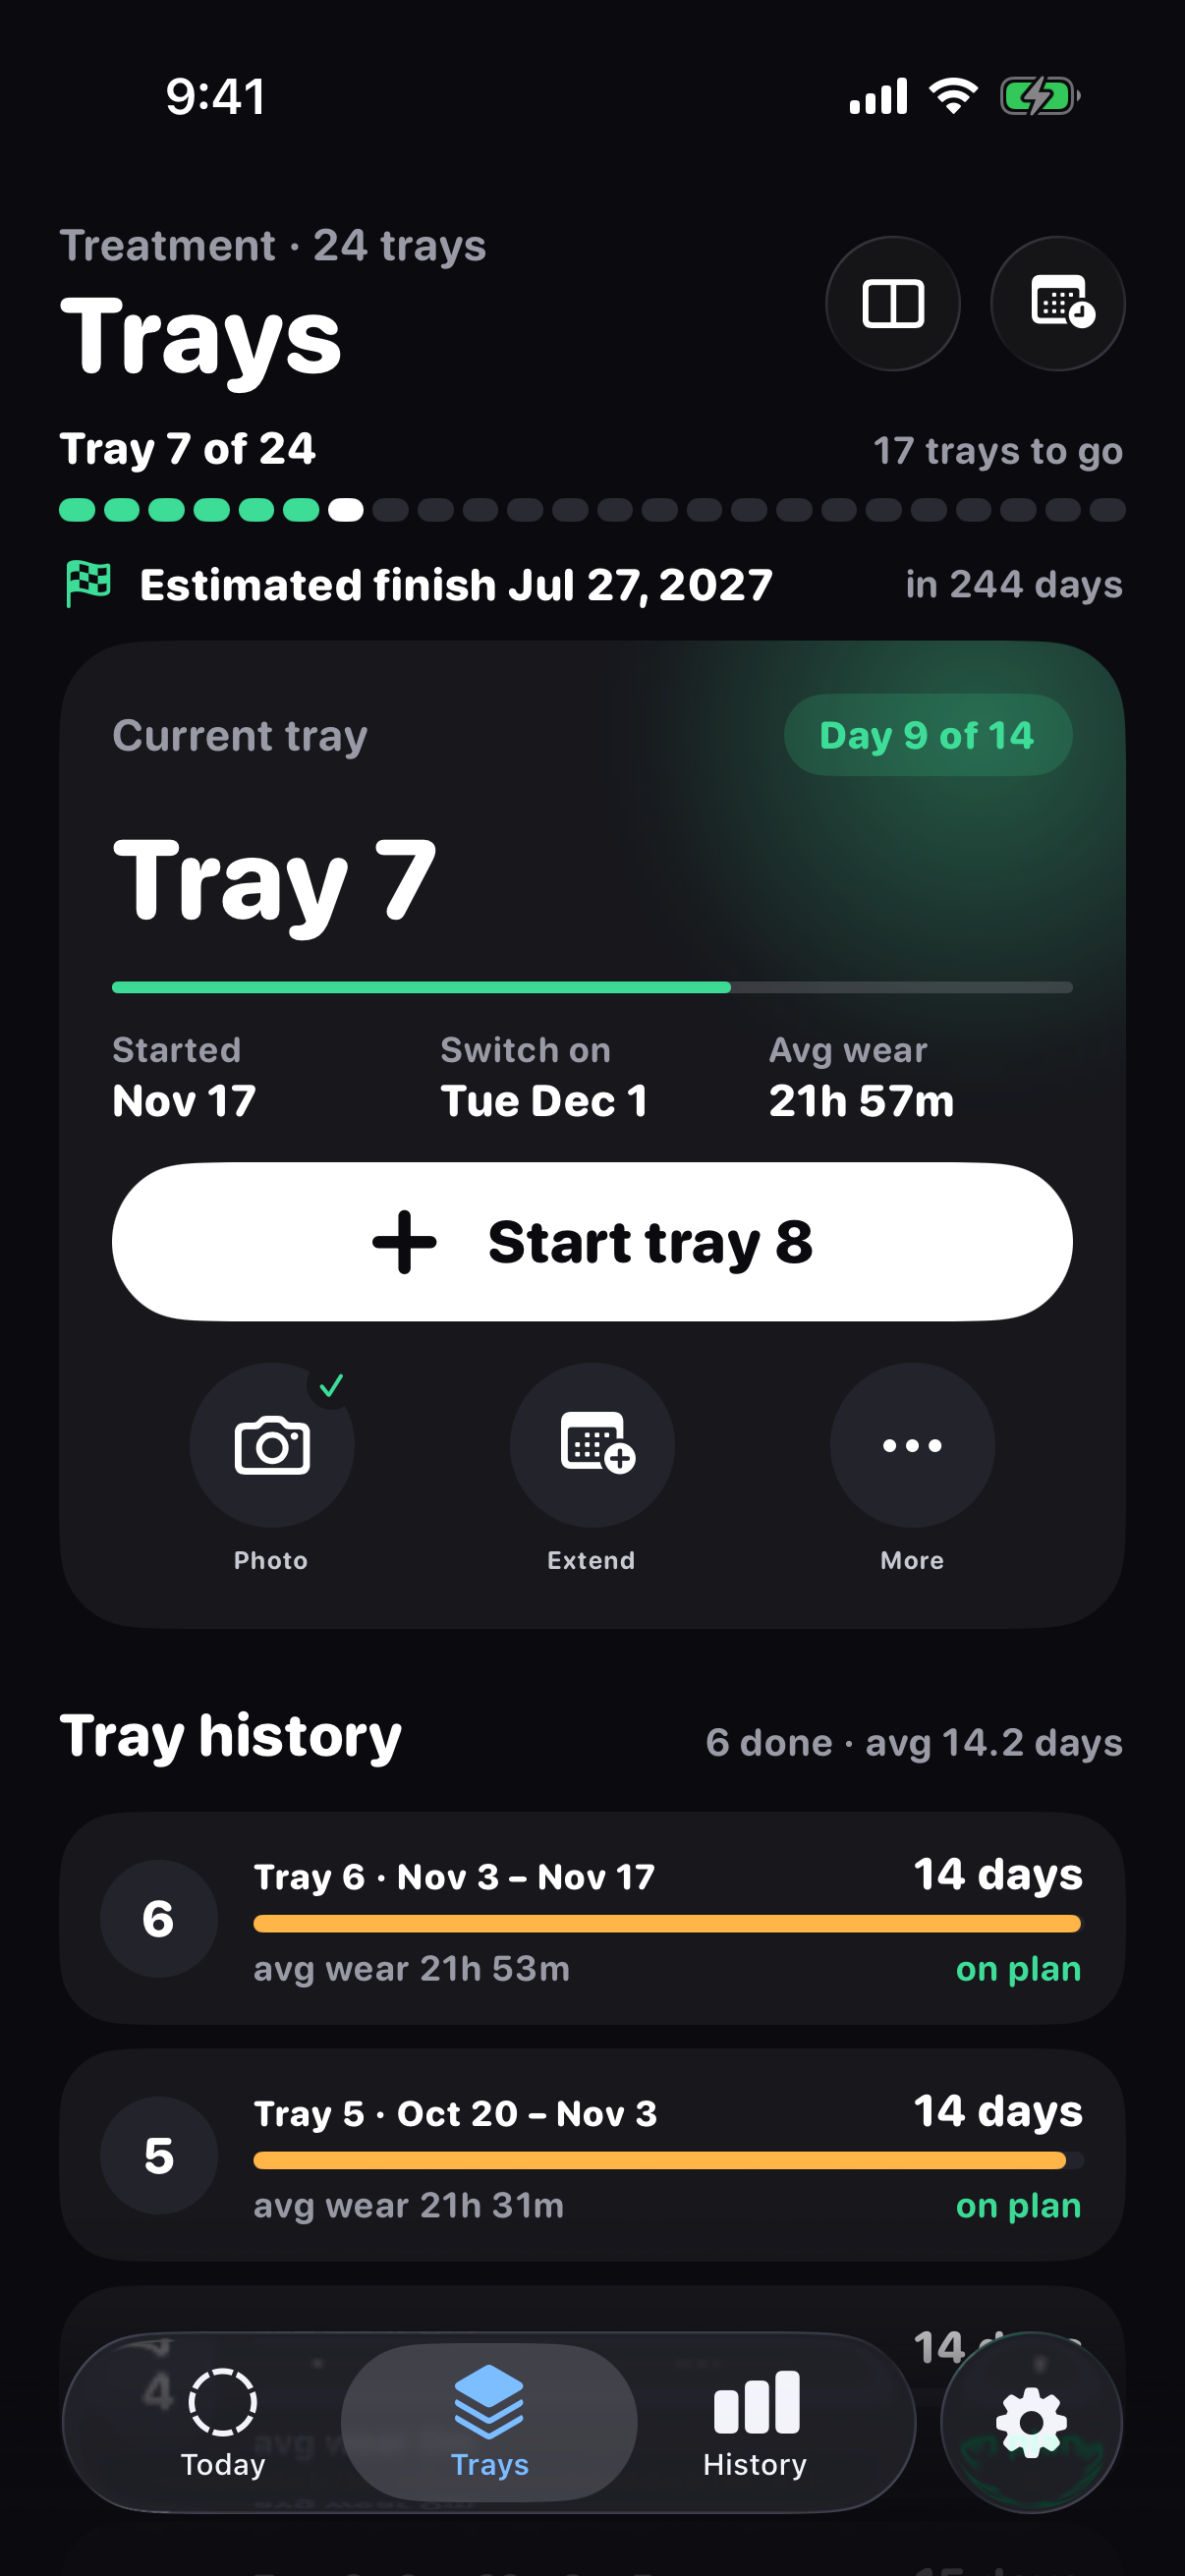 9:41
Treatment · 24 trays
Trays
Tray 7 of 24
17 trays to go
Estimated finish Jul 27, 2027
in 244 days
Current tray
Day 9 of 14
Tray 7
Started
Switch on
Avg wear
Nov 17
Tue Dec 1
21h 57m
Start tray 8
Photo
Extend
More
Tray history
6 done · avg 14.2 days
6
Tray 6 · Nov 3 – Nov 17
14 days
avg wear 21h 53m
on plan
5
Tray 5 · Oct 20 – Nov 3
14 days
avg wear 21h 31m
on plan
4
14
avg
Today
Trays
History